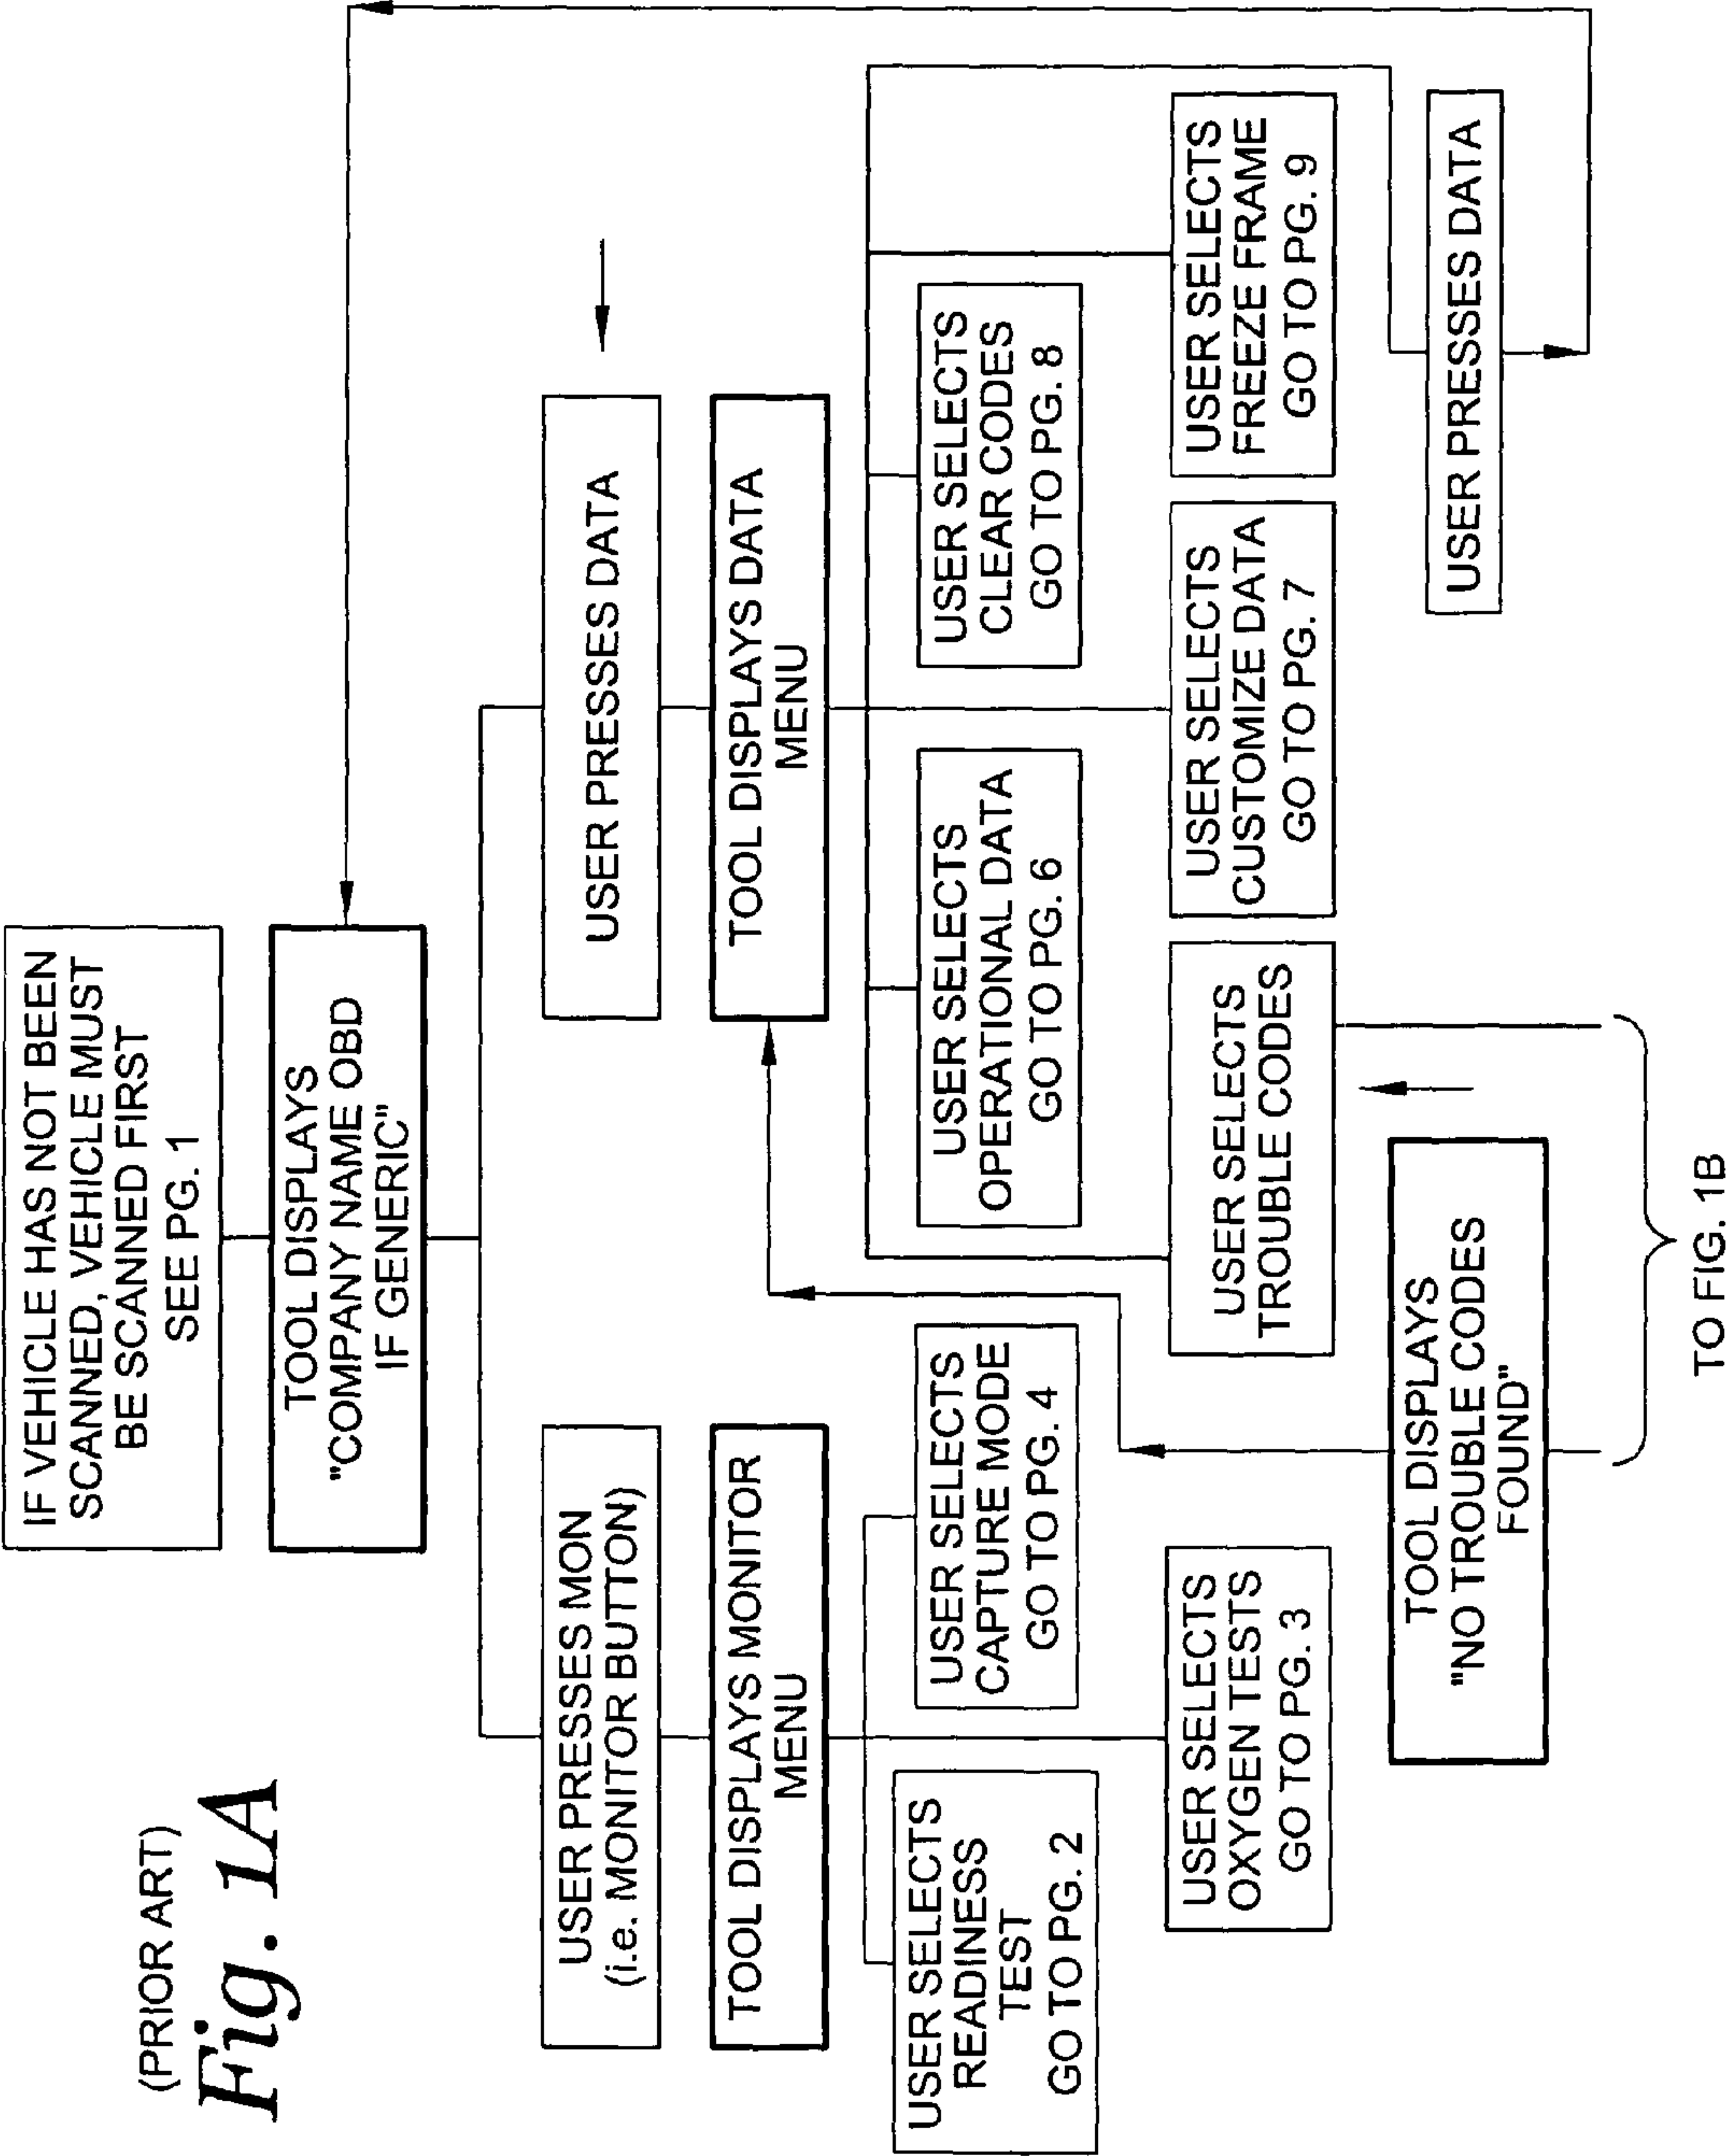 (PRIOR ART)
Fig. 1A
IF VEHICLE HAS NOT BEEN
SCANNED, VEHICLE MUST
BE SCANNED FIRST
SEE PG. 1
TOOL DISPLAYS
"COMPANY NAME OBD
IF GENERIC"
USER PRESSES MON
(i.e. MONITOR BUTTON)
USER PRESSES DATA
TOOL DISPLAYS MONITOR
MENU
TOOL DISPLAYS DATA
MENU
USER SELECTS
READINESS
TEST
GO TO PG. 2
USER SELECTS
CAPTURE MODE
GO TO PG. 4
USER SELECTS
OPERATIONAL DATA
GO TO PG. 6
USER SELECTS
CLEAR CODES
GO TO PG. 8
USER SELECTS
OXYGEN TESTS
GO TO PG. 3
USER SELECTS
TROUBLE CODES
USER SELECTS
CUSTOMIZE DATA
GO TO PG. 7
USER SELECTS
FREEZE FRAME
GO TO PG. 9
TOOL DISPLAYS
"NO TROUBLE CODES
FOUND"
USER PRESSES DATA
TO FIG. 1B